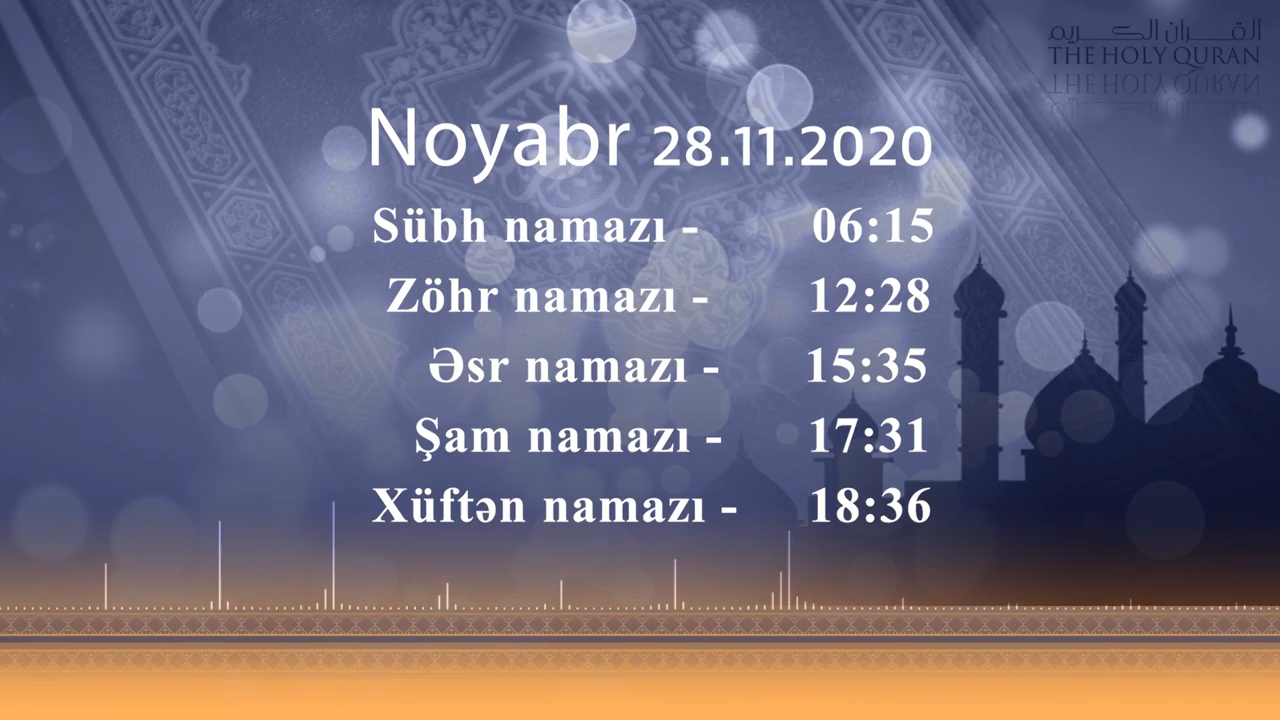 القرآن الكريم
THE HOLY QURAN
Noyabr 28.11.2020
Sübh namazı - 06:15
Zöhr namazı - 12:28
Əsr namazı - 15:35
Şam namazı - 17:31
Xüftən namazı - 18:36